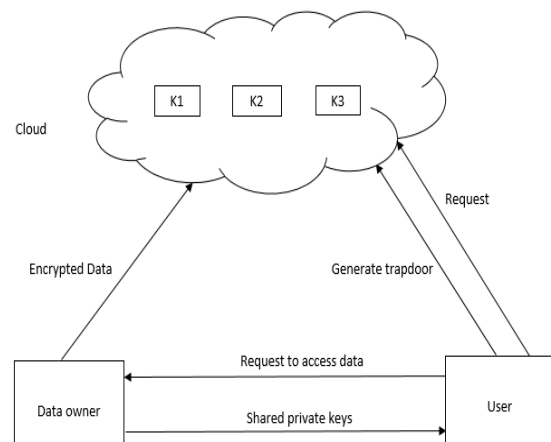 K1
K2
K3
Cloud
Request
Encrypted Data
Generate trapdoor
Request to access data
Data owner
User
Shared private keys